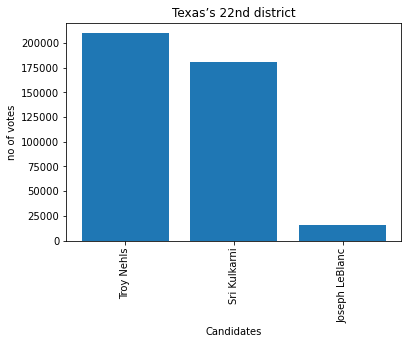 Texas’s 22nd district
200000
175000
150000
125000
100000
75000
50000
25000
0
no of votes
Troy Nehls
Sri Kulkarni
Joseph LeBlanc
Candidates